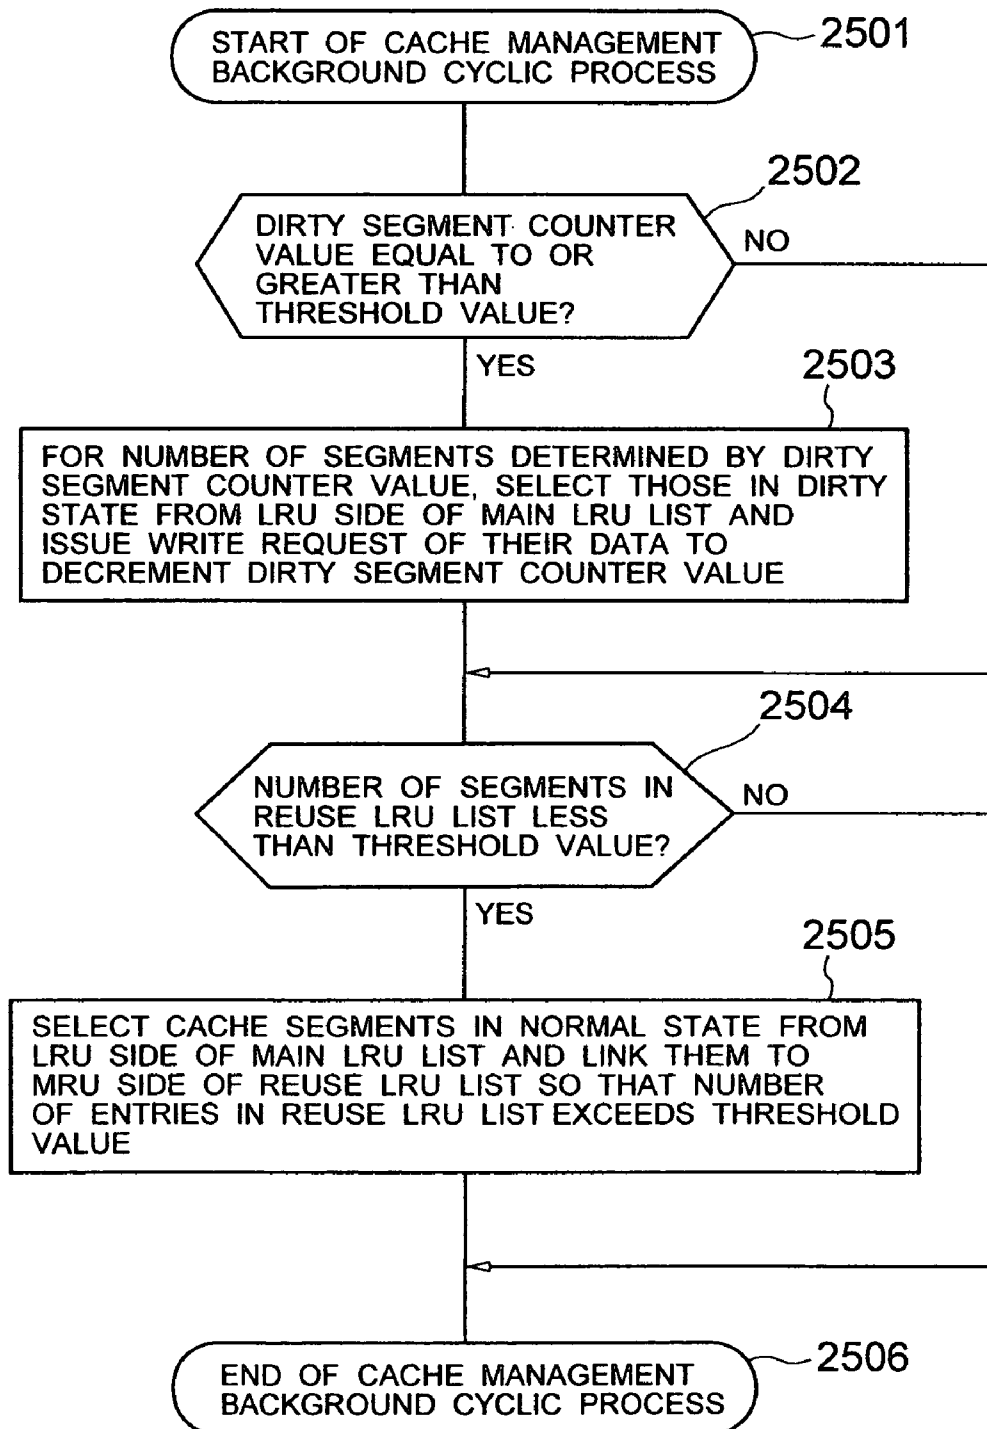 START OF CACHE MANAGEMENT
BACKGROUND CYCLIC PROCESS
2501
2502
DIRTY SEGMENT COUNTER
VALUE EQUAL TO OR
GREATER THAN
THRESHOLD VALUE?
NO
YES
2503
FOR NUMBER OF SEGMENTS DETERMINED BY DIRTY
SEGMENT COUNTER VALUE, SELECT THOSE IN DIRTY
STATE FROM LRU SIDE OF MAIN LRU LIST AND
ISSUE WRITE REQUEST OF THEIR DATA TO
DECREMENT DIRTY SEGMENT COUNTER VALUE
2504
NUMBER OF SEGMENTS IN
REUSE LRU LIST LESS
THAN THRESHOLD VALUE?
NO
YES
2505
SELECT CACHE SEGMENTS IN NORMAL STATE FROM
LRU SIDE OF MAIN LRU LIST AND LINK THEM TO
MRU SIDE OF REUSE LRU LIST SO THAT NUMBER
OF ENTRIES IN REUSE LRU LIST EXCEEDS THRESHOLD
VALUE
2506
END OF CACHE MANAGEMENT
BACKGROUND CYCLIC PROCESS